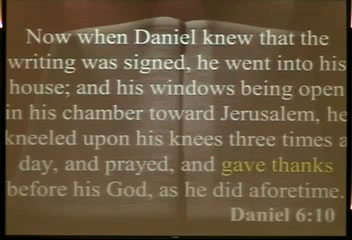 Now when Daniel knew that the
writing was signed, he went into his
house; and his windows being open
in his chamber toward Jerusalem, he
kneeled upon his knees three times a
day, and prayed, and gave thanks
before his God, as he did aforetime.
Daniel 6:10